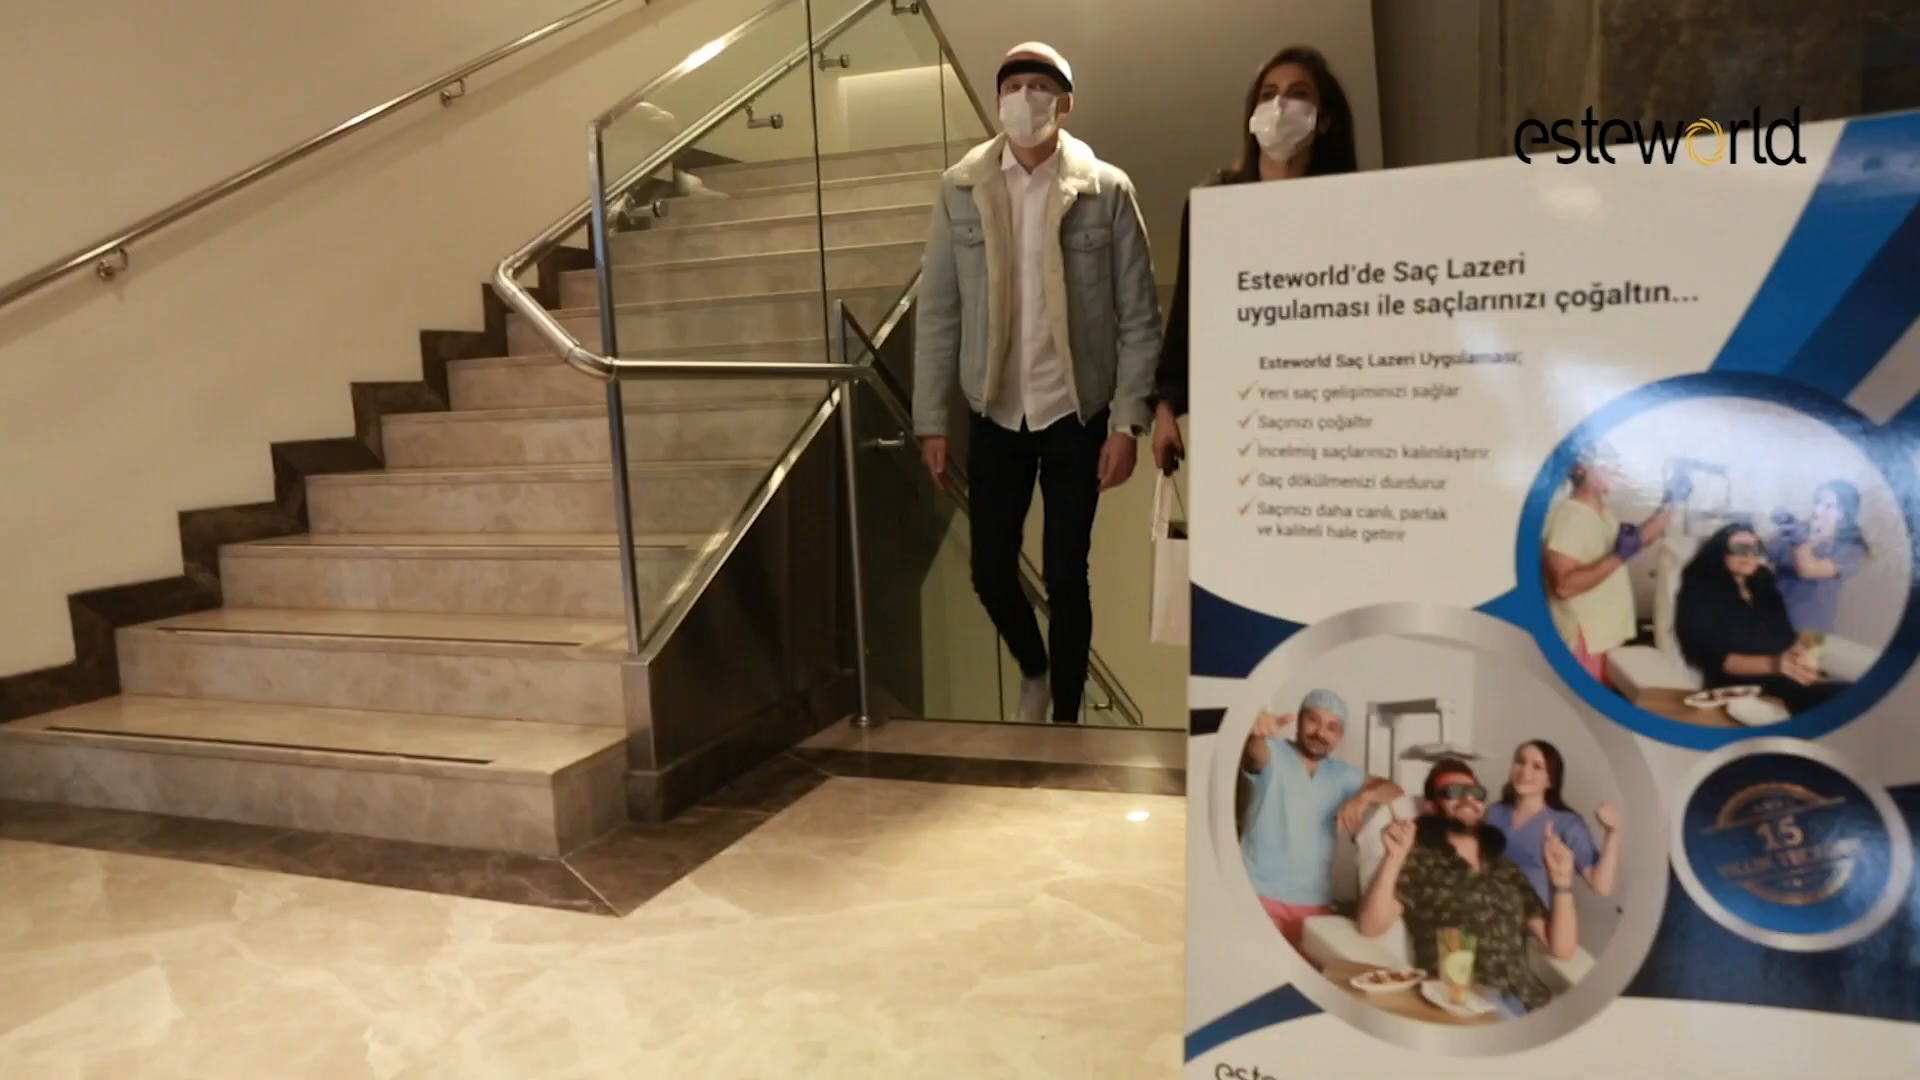 esteworld
Esteworld'de Saç Lazeri
uygulaması ile saçlarınızı çoğaltın...
Esteworld Saç Lazeri Uygulaması;
Yeni saç gelişiminizi sağlar
Saçınızı çoğaltır
İncelmiş saçlarınızı kalınlaştırır
Saç dökülmenizi durdurur
Saçınızı daha canlı, parlak
ve kaliteli hale getirir
15